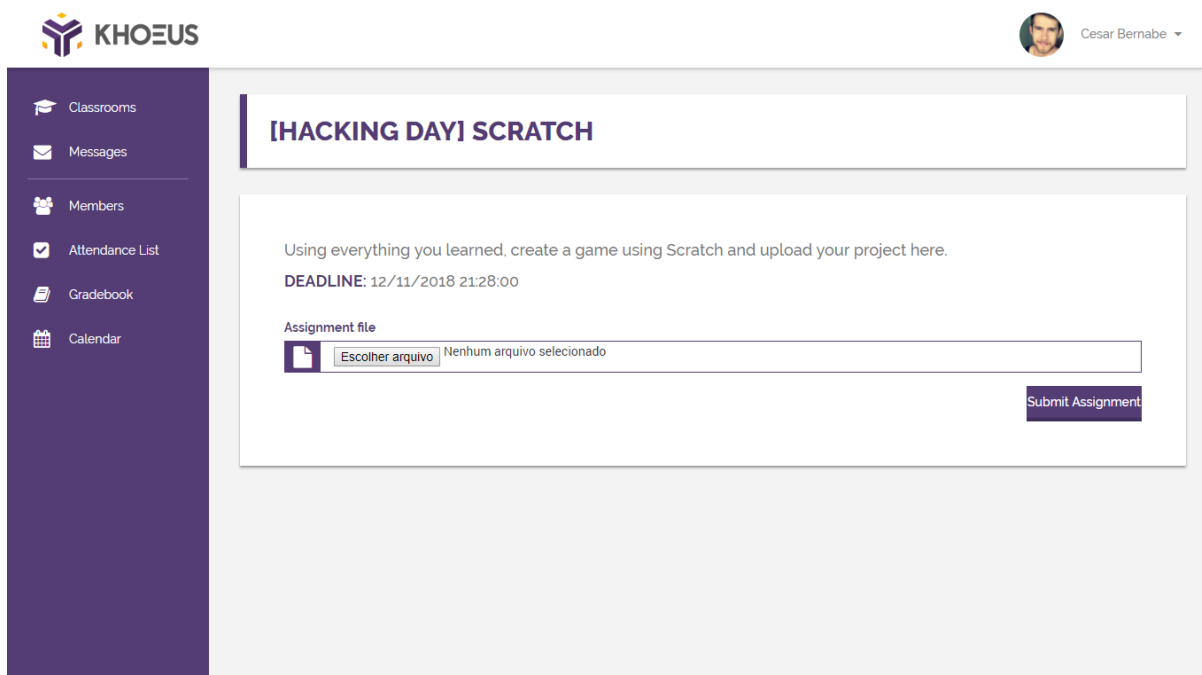 KHOEUS
Cesar Bernabe
Classrooms
Messages
Members
Attendance List
Gradebook
Calendar
[HACKING DAY] SCRATCH
Using everything you learned, create a game using Scratch and upload your project here.
DEADLINE: 12/11/2018 21:28:00
Assignment file
Escolher arquivo Nenhum arquivo selecionado
Submit Assignment